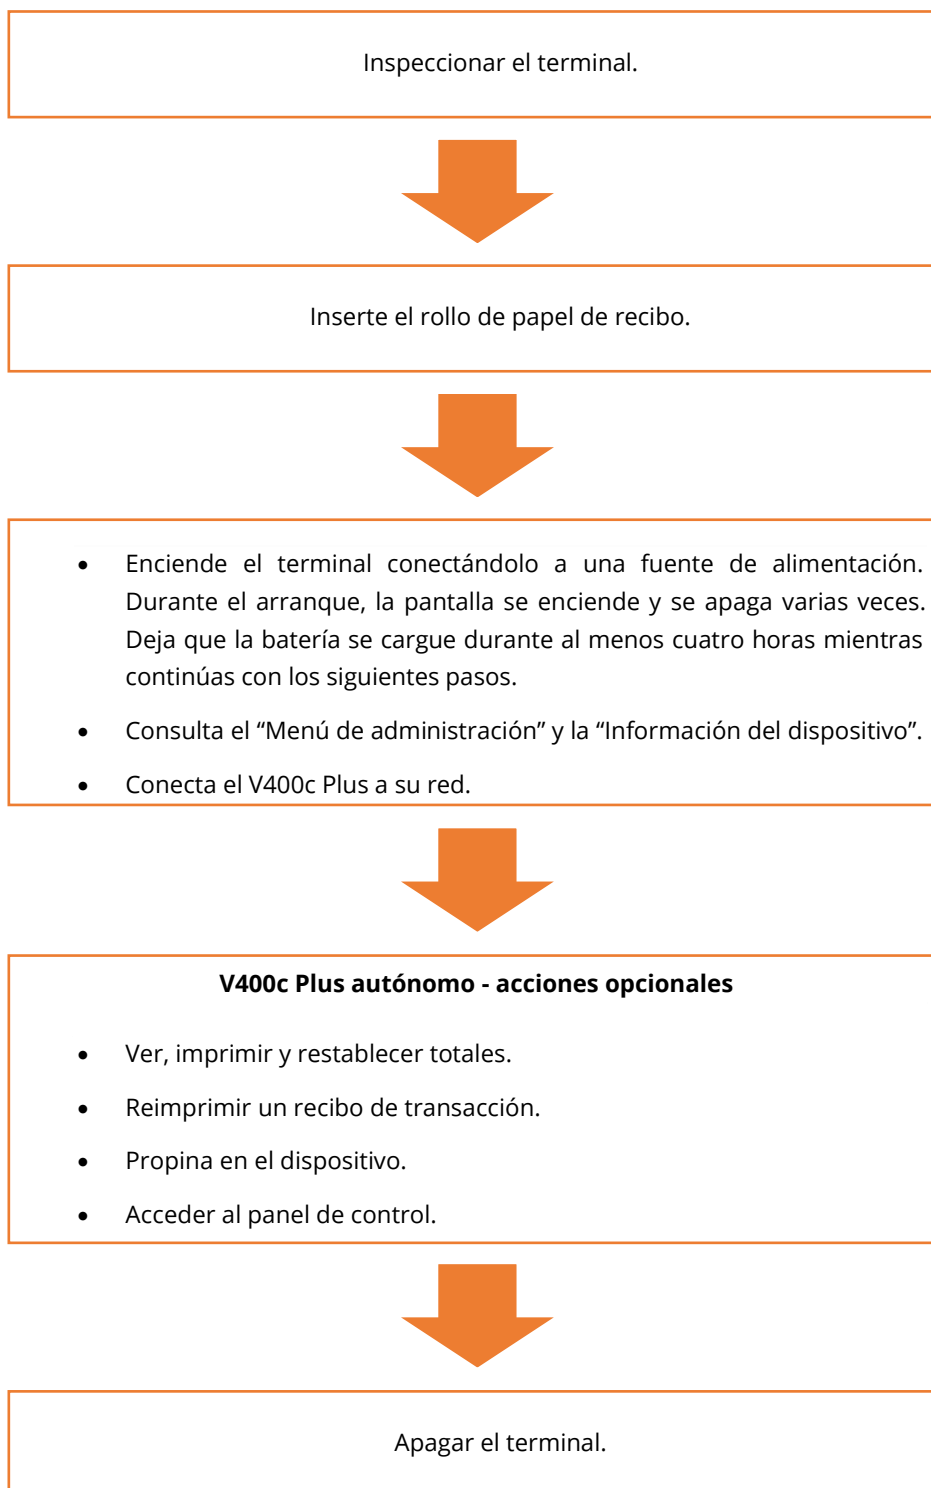 Inspeccionar el terminal.
Inserte el rollo de papel de recibo.
• Enciende el terminal conectándolo a una fuente de alimentación.
Durante el arranque, la pantalla se enciende y se apaga varias veces.
Deja que la batería se cargue durante al menos cuatro horas mientras
continúas con los siguientes pasos.
• Consulta el “Menú de administración” y la “Información del dispositivo”.
• Conecta el V400c Plus a su red.
V400c Plus autónomo - acciones opcionales
• Ver, imprimir y restablecer totales.
• Reimprimir un recibo de transacción.
• Propina en el dispositivo.
• Acceder al panel de control.
Apagar el terminal.